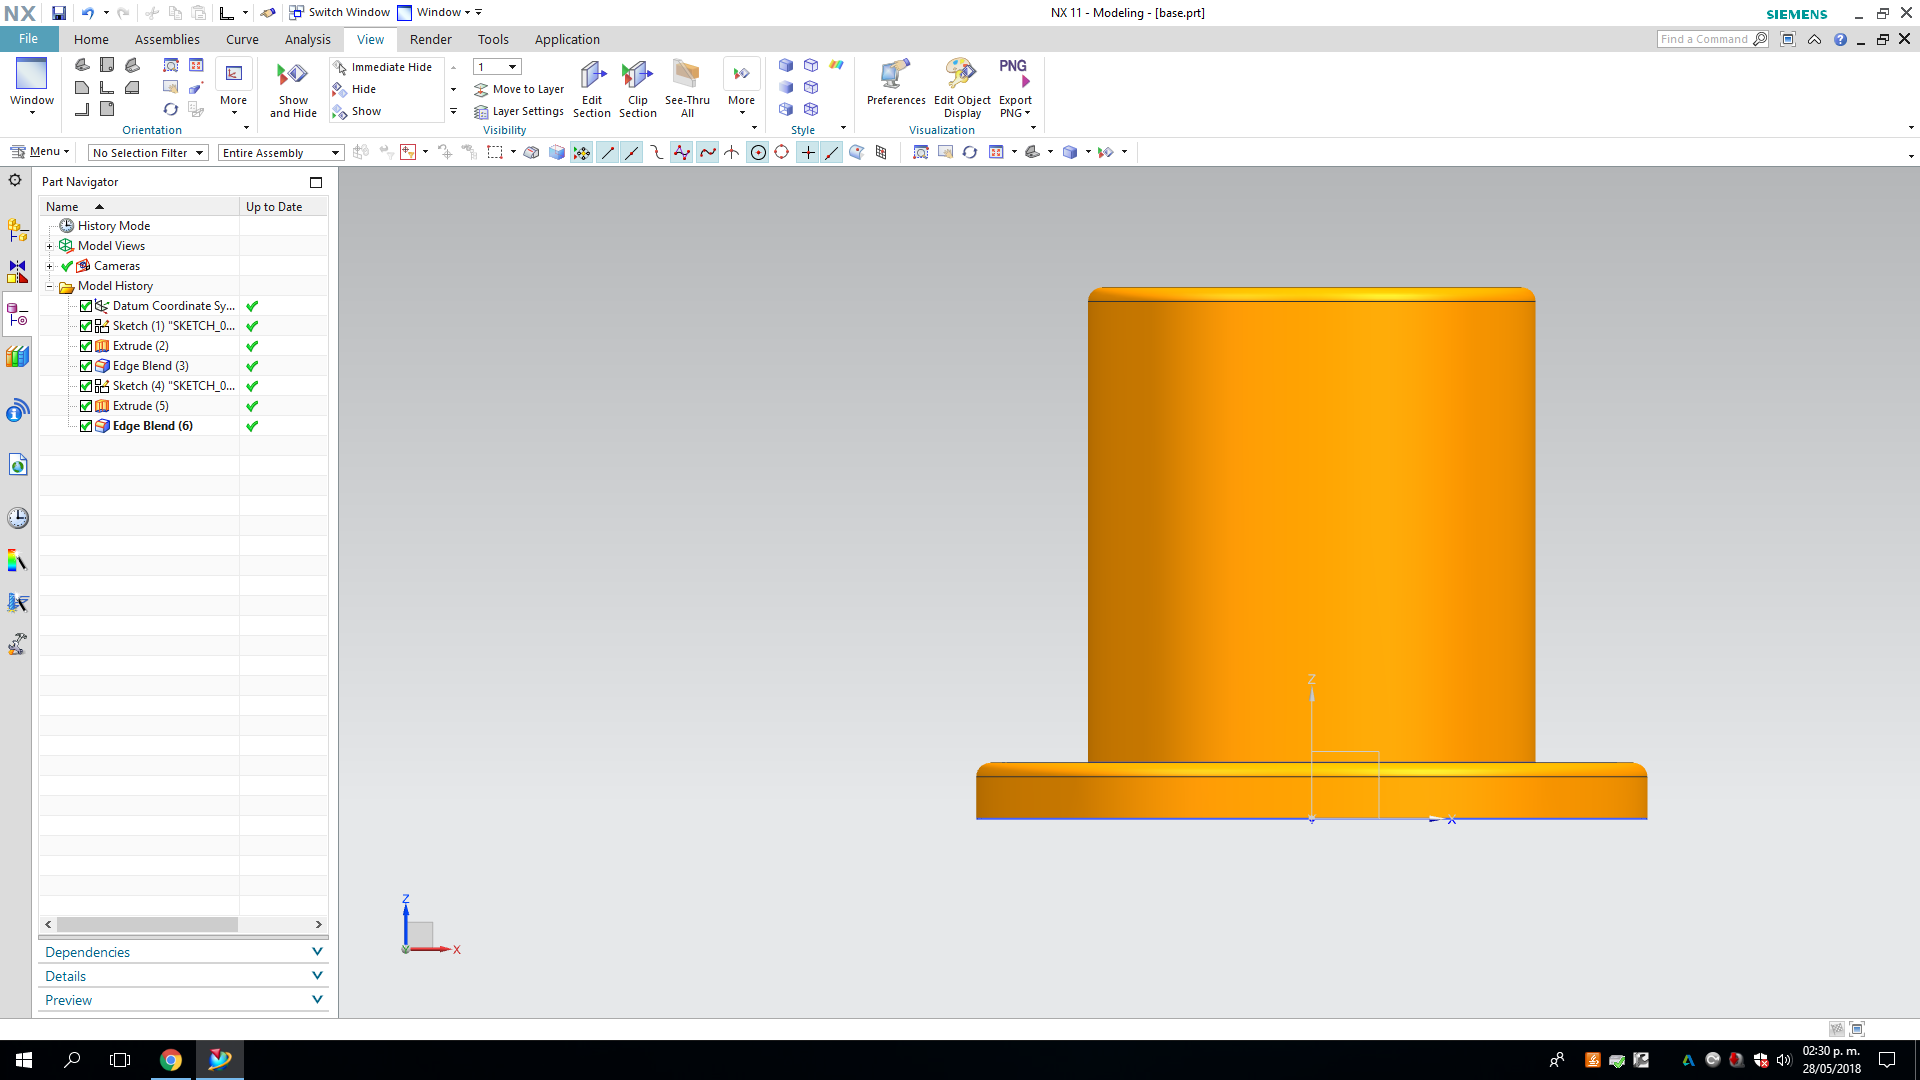 NX
Switch Window
Window
NX 11 - Modeling - [base.prt]
SIEMENS
File
Home
Assemblies
Curve
Analysis
View
Render
Tools
Application
Find a Command
Window
More
Orientation
Show and Hide
Immediate Hide
Hide
Show
1
Move to Layer
Layer Settings
Edit Section
Clip Section
See-Thru All
More
Visibility
Style
Preferences
Edit Object Display
PNG
Export PNG
Visualization
Menu
No Selection Filter
Entire Assembly
Part Navigator
Name
Up to Date
History Mode
Model Views
Cameras
Model History
Datum Coordinate Sy...
Sketch (1) "SKETCH_0...
Extrude (2)
Edge Blend (3)
Sketch (4) "SKETCH_0...
Extrude (5)
Edge Blend (6)
Dependencies
Details
Preview
Z
X
Z
X
02:30 p. m.
28/05/2018